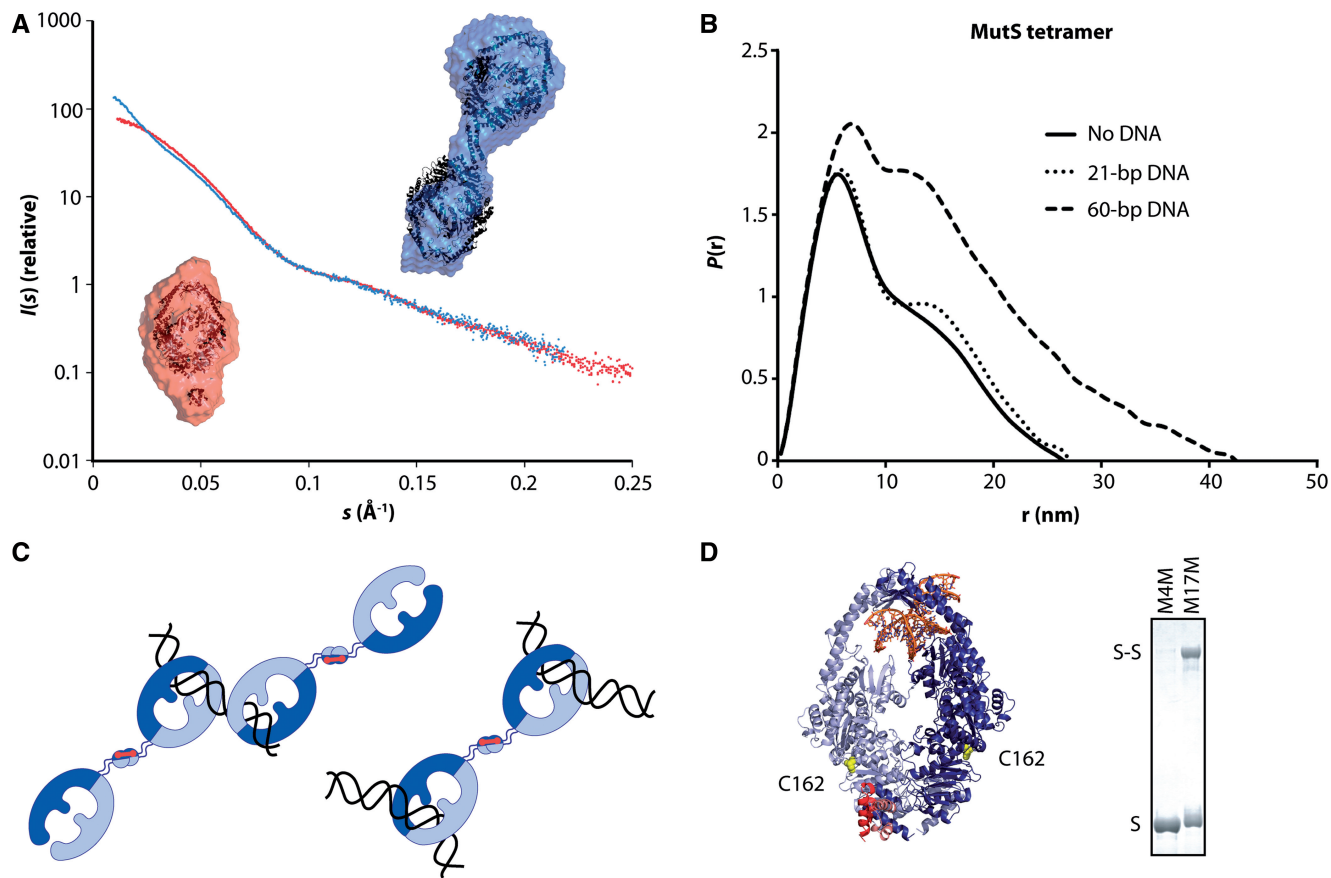 A
1000
100
10
1
0.1
0.01
0
0.05
0.1
0.15
0.2
0.25
I(s) (relative)
s (Å-1)
B
MutS tetramer
2.5
2
1.5
1
0.5
0
0
10
20
30
40
50
P(r)
r (nm)
No DNA
21-bp DNA
60-bp DNA
C
D
C162
C162
M4M
M17M
S-S
S